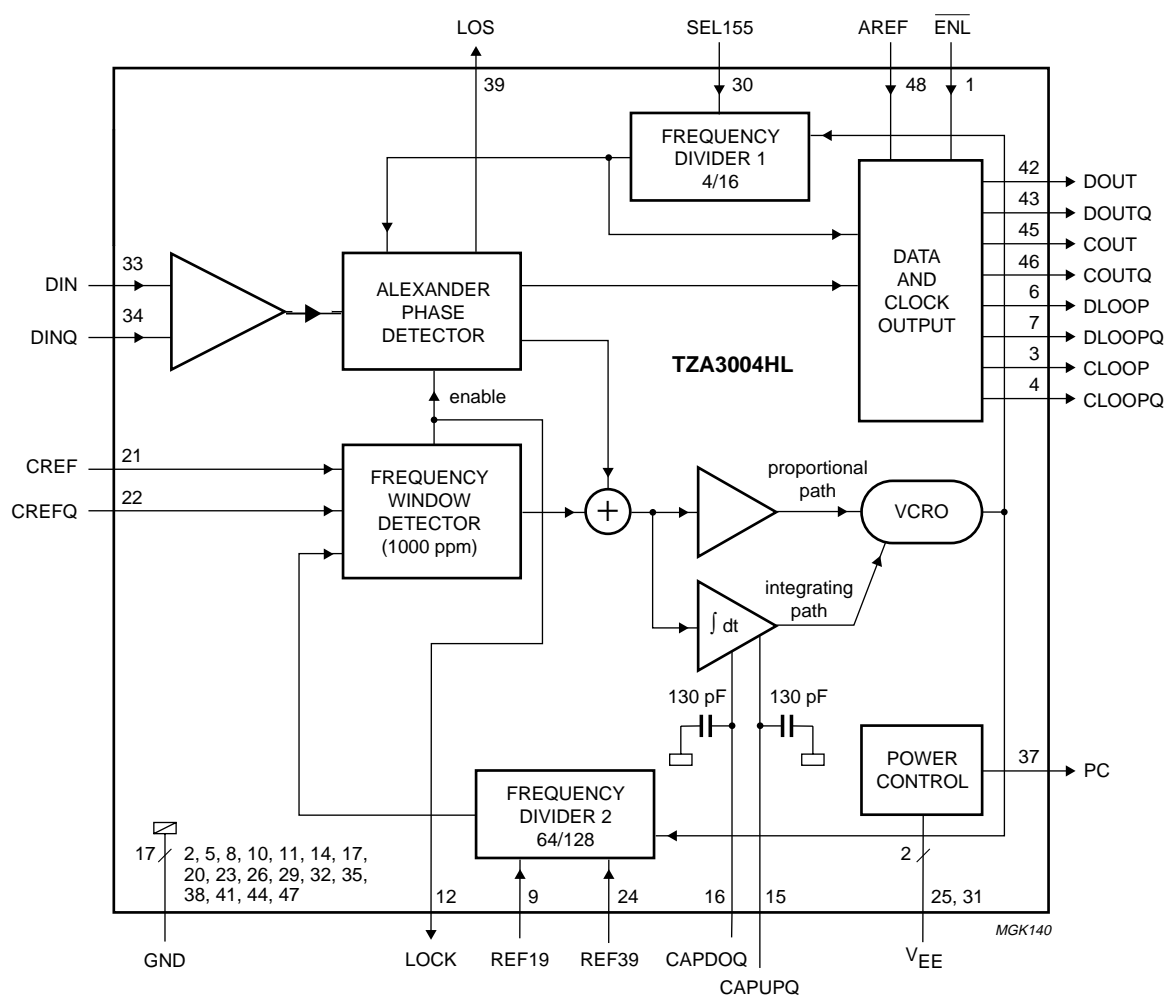 LOS
SEL155
AREF
ENL
39
30
48
1
FREQUENCY
DIVIDER 1
4/16
42
DOUT
43
DOUTQ
45
COUT
46
COUTQ
6
DLOOP
7
DLOOPQ
3
CLOOP
4
CLOOPQ
DATA
AND
CLOCK
OUTPUT
DIN
33
DINQ
34
ALEXANDER
PHASE
DETECTOR
TZA3004HL
enable
CREF
21
CREFQ
22
FREQUENCY
WINDOW
DETECTOR
(1000 ppm)
+
proportional
path
VCRO
integrating
path
∫ dt
130 pF
130 pF
POWER
CONTROL
37
PC
FREQUENCY
DIVIDER 2
64/128
17
2, 5, 8, 10, 11, 14, 17,
20, 23, 26, 29, 32, 35,
38, 41, 44, 47
2
12
9
24
16
15
25, 31
MGK140
GND
LOCK
REF19
REF39
CAPDOQ
CAPUPQ
VEE